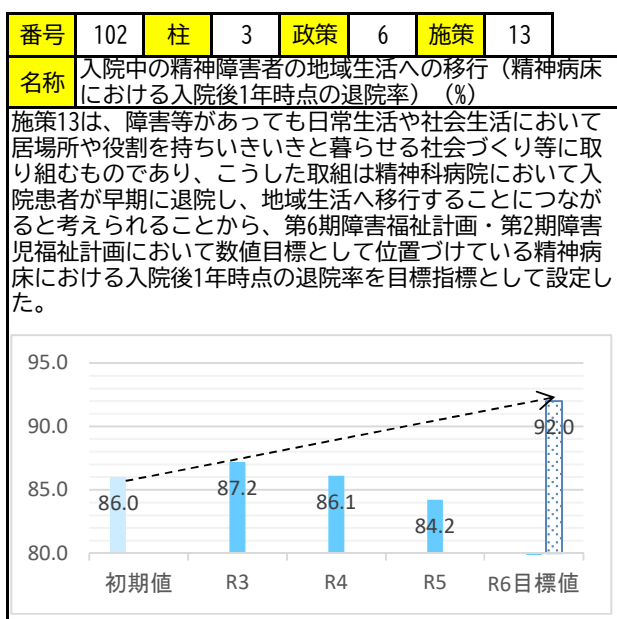 番号 102 柱 3 政策 6 施策 13
名称 入院中の精神障害者の地域生活への移行（精神病床
における入院後1年時点の退院率）（%）
施策13は、障害等があっても日常生活や社会生活において
居場所や役割を持ちいきいきと暮らせる社会づくり等に取
り組むものであり、こうした取組は精神科病院において入
院患者が早期に退院し、地域生活へ移行することにつなが
ると考えられることから、第6期障害福祉計画・第2期障害
児福祉計画において数値目標として位置づけている精神病
床における入院後1年時点の退院率を目標指標として設定し
た。
95.0
90.0
85.0
80.0
86.0
87.2
86.1
84.2
92.0
初期値 R3 R4 R5 R6目標値